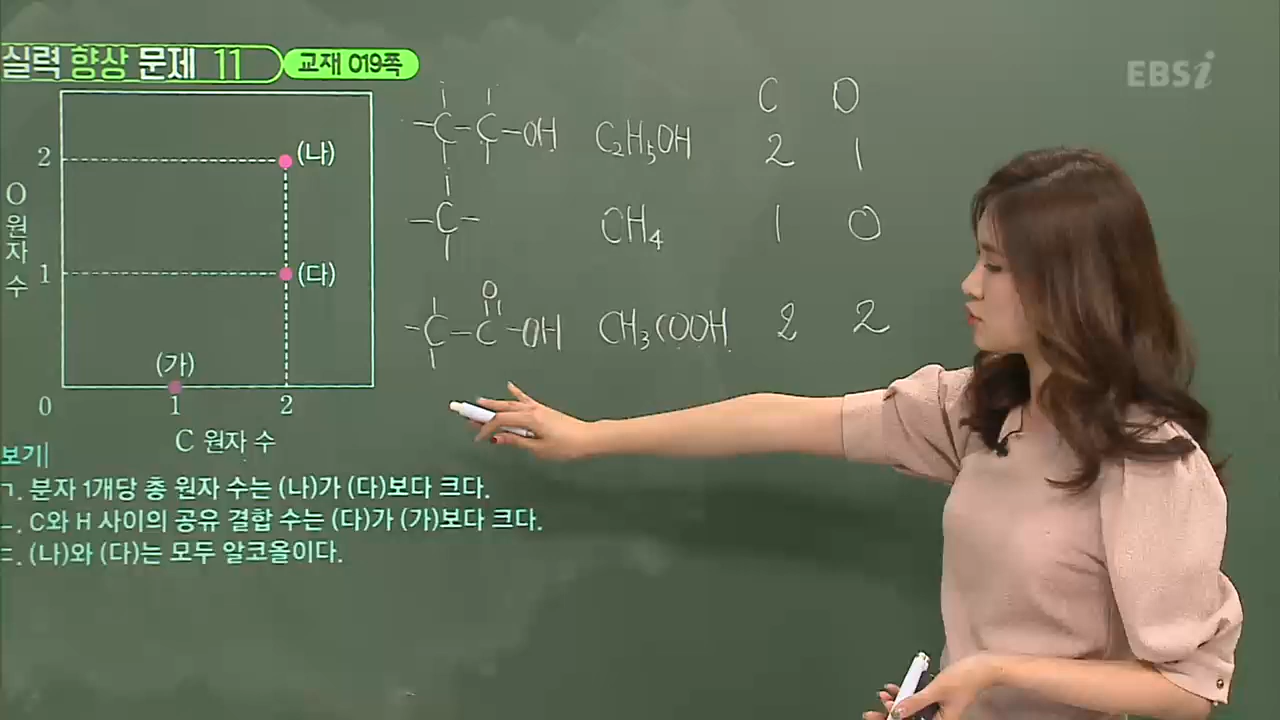 실력 향상 문제 11 교재 019쪽
EBSi
2
1
0
O 원자 수
(나)
(다)
(가)
1 2
C 원자 수
C O
-C-C-OH C₂H₅OH 2 1
-C- CH₄ 1 0
O
-C-C-OH CH₃COOH 2 2
보기
ㄱ. 분자 1개당 총 원자 수는 (나)가 (다)보다 크다.
ㄴ. C와 H 사이의 공유 결합 수는 (다)가 (가)보다 크다.
ㄷ. (나)와 (다)는 모두 알코올이다.